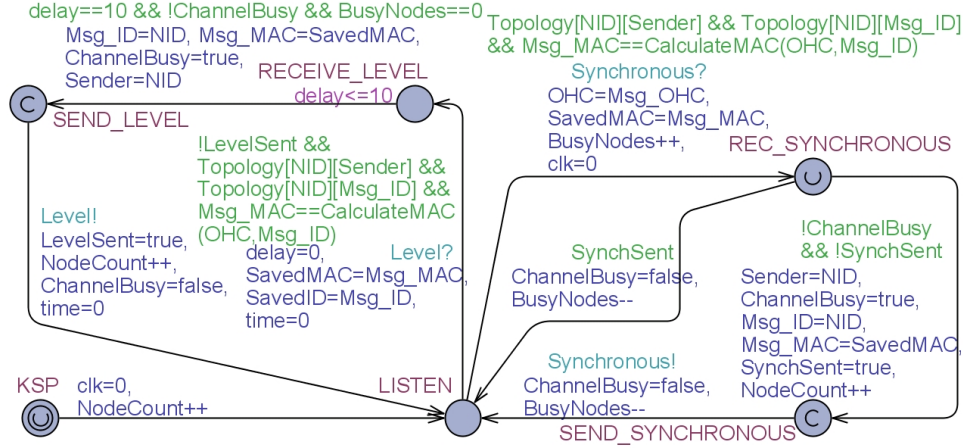 delay==10 && !ChannelBusy && BusyNodes==0
Msg_ID=NID, Msg_MAC=SavedMAC,
ChannelBusy=true,
Sender=NID
RECEIVE_LEVEL
delay<=10
C
SEND_LEVEL
!LevelSent &&
Topology[NID][Sender] &&
Topology[NID][Msg_ID] &&
Msg_MAC==CalculateMAC
(OHC,Msg_ID)
Level!
LevelSent=true,
NodeCount++,
ChannelBusy=false,
time=0
Level?
delay=0,
SavedMAC=Msg_MAC,
SavedID=Msg_ID,
time=0
KSP
clk=0,
NodeCount++
LISTEN
Topology[NID][Sender] && Topology[NID][Msg_ID]
&& Msg_MAC==CalculateMAC(OHC,Msg_ID)
Synchronous?
OHC=Msg_OHC,
SavedMAC=Msg_MAC,
BusyNodes++,
clk=0
REC_SYNCHRONOUS
SynchSent
ChannelBusy=false,
BusyNodes--
!ChannelBusy
&& !SynchSent
Sender=NID,
ChannelBusy=true,
Msg_ID=NID,
Msg_MAC=SavedMAC,
SynchSent=true,
NodeCount++
Synchronous!
ChannelBusy=false,
BusyNodes--
C
SEND_SYNCHRONOUS